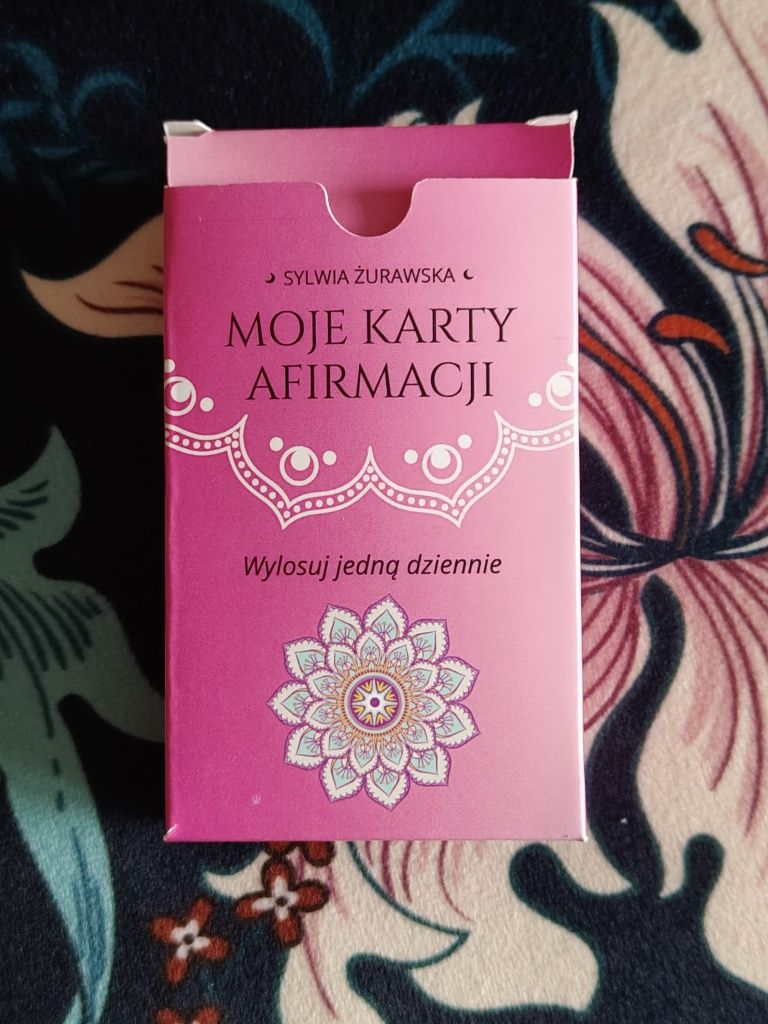 SYLWIA ŻURAWSKA
MOJE KARTY
AFIRMACJI
Wylosuj jedną dziennie